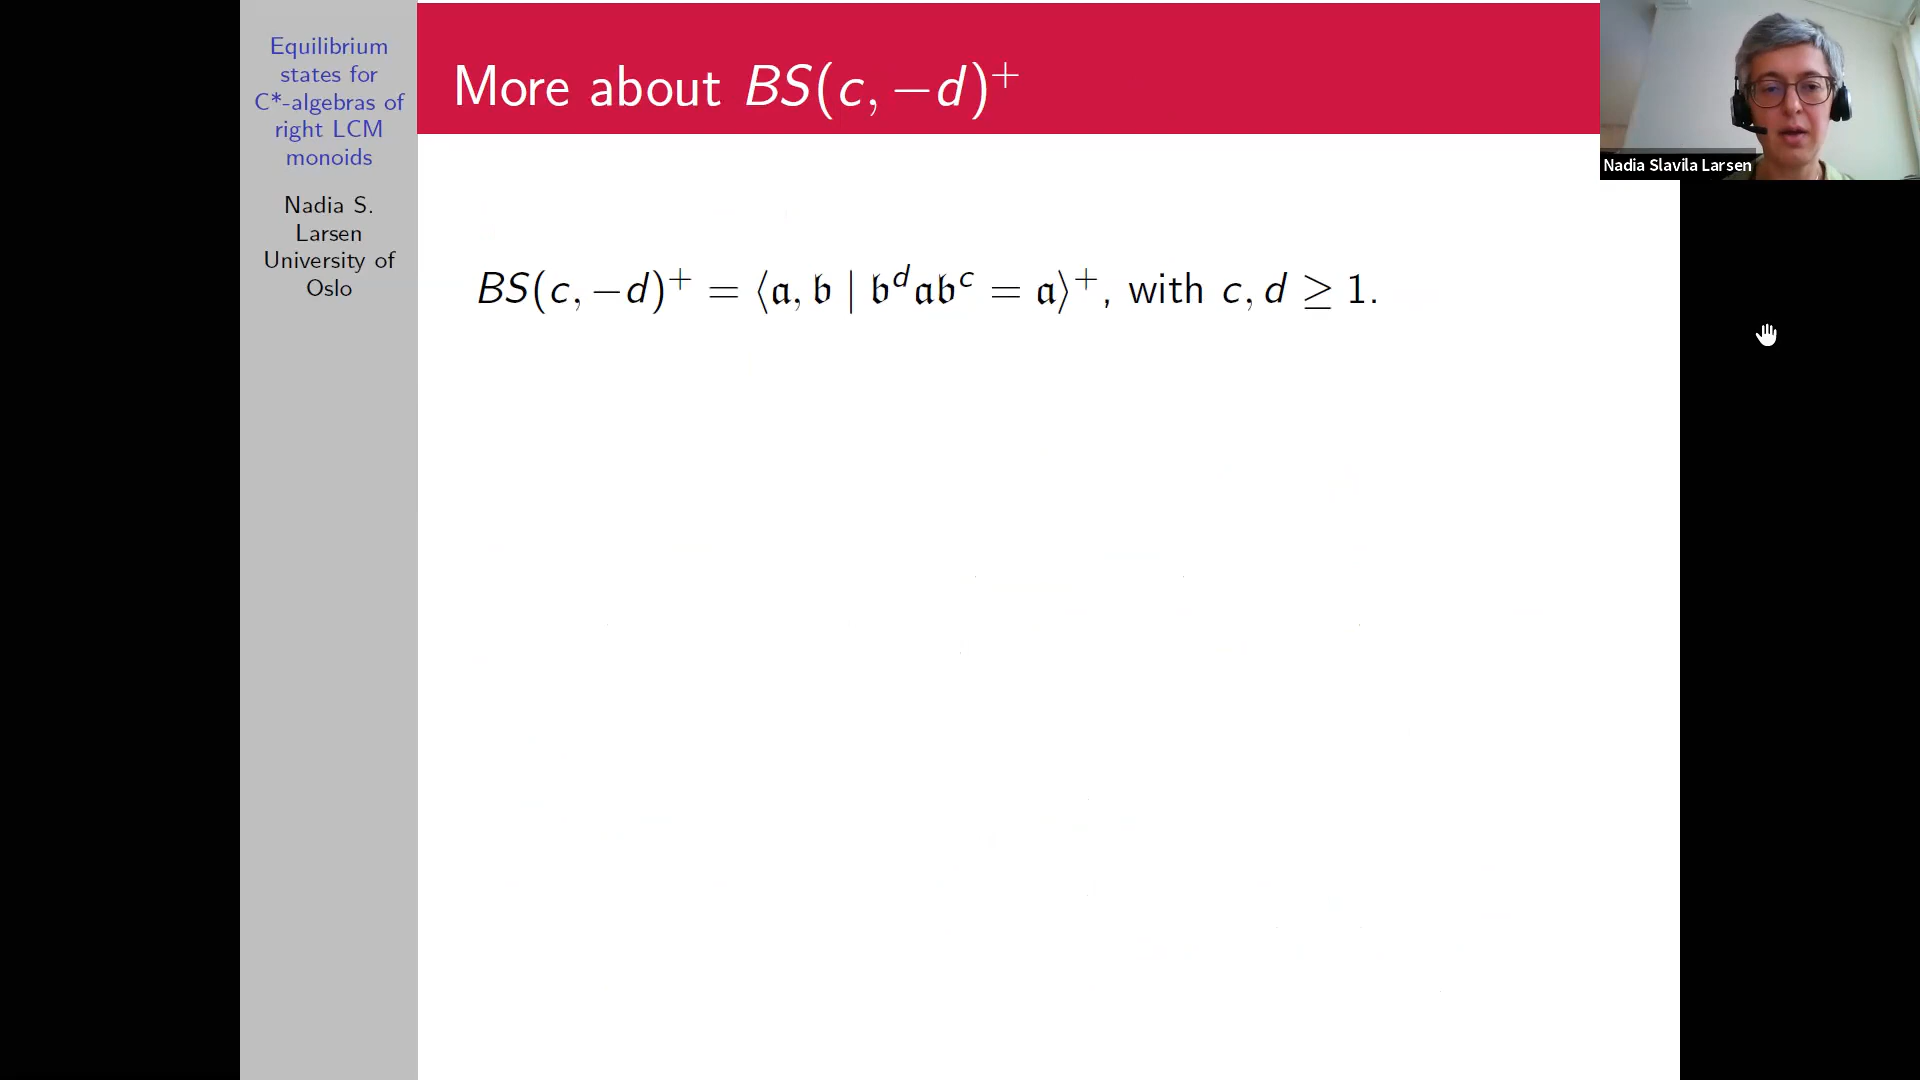 Equilibrium
states for
C*-algebras of
right LCM
monoids
Nadia S.
Larsen
University of
Oslo
More about BS(c, −d)⁺
BS(c, −d)⁺ = ⟨𝔞, 𝔟 | 𝔟ᵈ𝔞𝔟ᶜ = 𝔞⟩⁺, with c, d ≥ 1.
Nadia Slavila Larsen